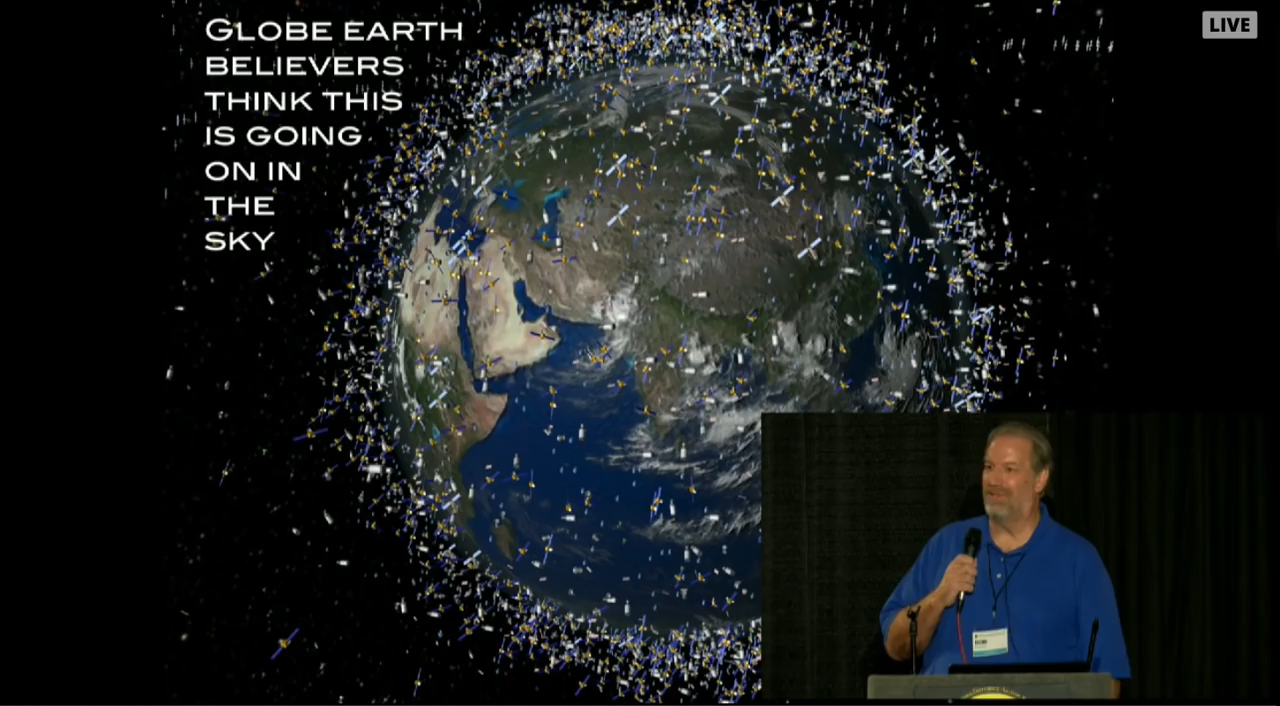 GLOBE EARTH
BELIEVERS
THINK THIS
IS GOING
ON IN
THE
SKY
LIVE